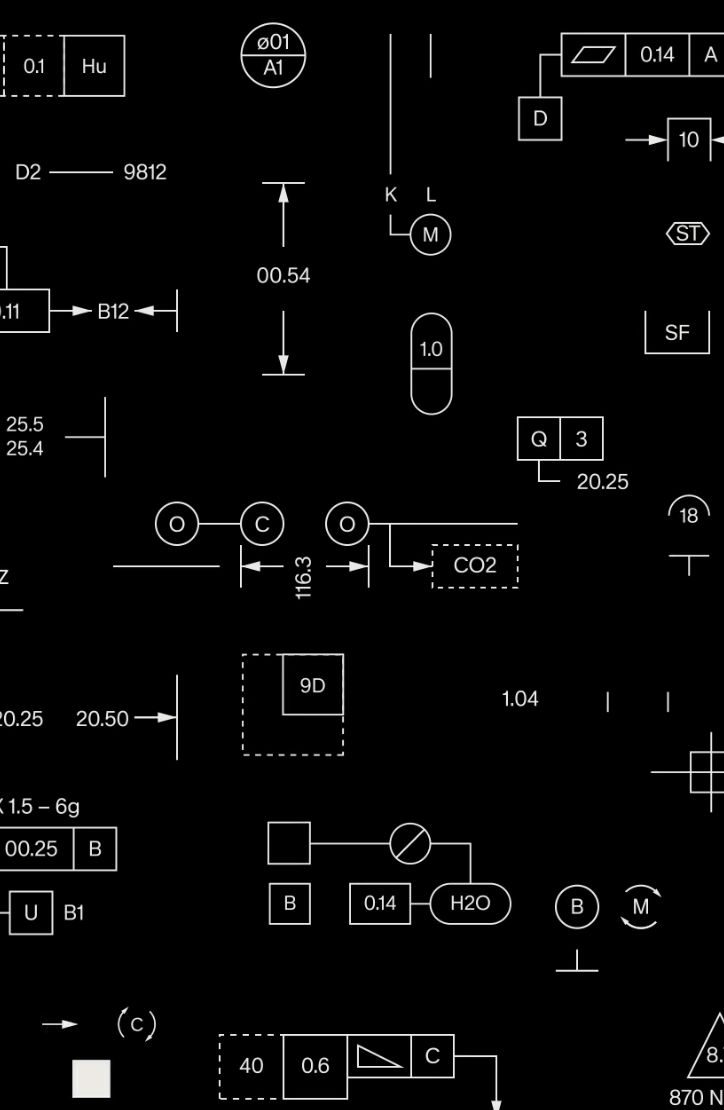 0.1 Hu
ø01
A1
0.14 A
D
10
D2 9812
K L
M
ST
00.54
.11 B12
SF
1.0
25.5
25.4
Q 3
20.25
18
O C O
CO2
116.3
Z
9D
1.04
20.25 20.50
X 1.5 – 6g
00.25 B
U B1
B 0.14 H2O B M
C
40 0.6 C
8.
870 N